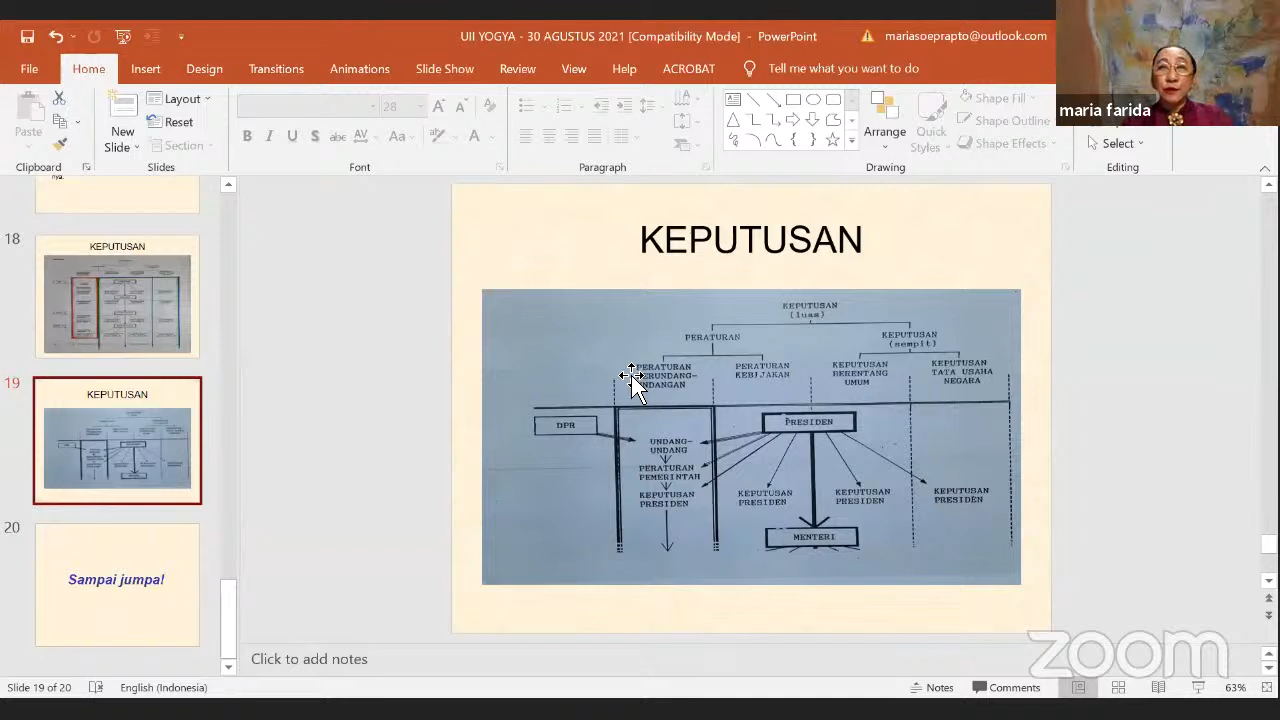 UII YOGYA - 30 AGUSTUS 2021 [Compatibility Mode] - PowerPoint
mariasoeprapto@outlook.com
File Home Insert Design Transitions Animations Slide Show Review View Help ACROBAT Tell me what you want to do
maria farida
Paste
New
Slide
Layout
Reset
Section
28
B I U S abc AV Aa A
Arrange
Quick
Styles
Shape Fill
Shape Outline
Shape Effects
Select
Clipboard Slides Font Paragraph Drawing Editing
18
KEPUTUSAN
19
KEPUTUSAN
20
Sampai jumpa!
KEPUTUSAN
KEPUTUSAN
(luas)
PERATURAN
KEPUTUSAN
(sempit)
PERATURAN
KEBIJAKAN
KEPUTUSAN
BERENTANG
UMUM
KEPUTUSAN
TATA USAHA
NEGARA
DPR
PRESIDEN
UNDANG-
UNDANG
PERATURAN
PEMERINTAH
KEPUTUSAN
PRESIDEN
KEPUTUSAN
PRESIDEN
KEPUTUSAN
PRESIDEN
KEPUTUSAN
PRESIDEN
MENTERI
Click to add notes
zoom
Slide 19 of 20 English (Indonesia) Notes Comments 63%